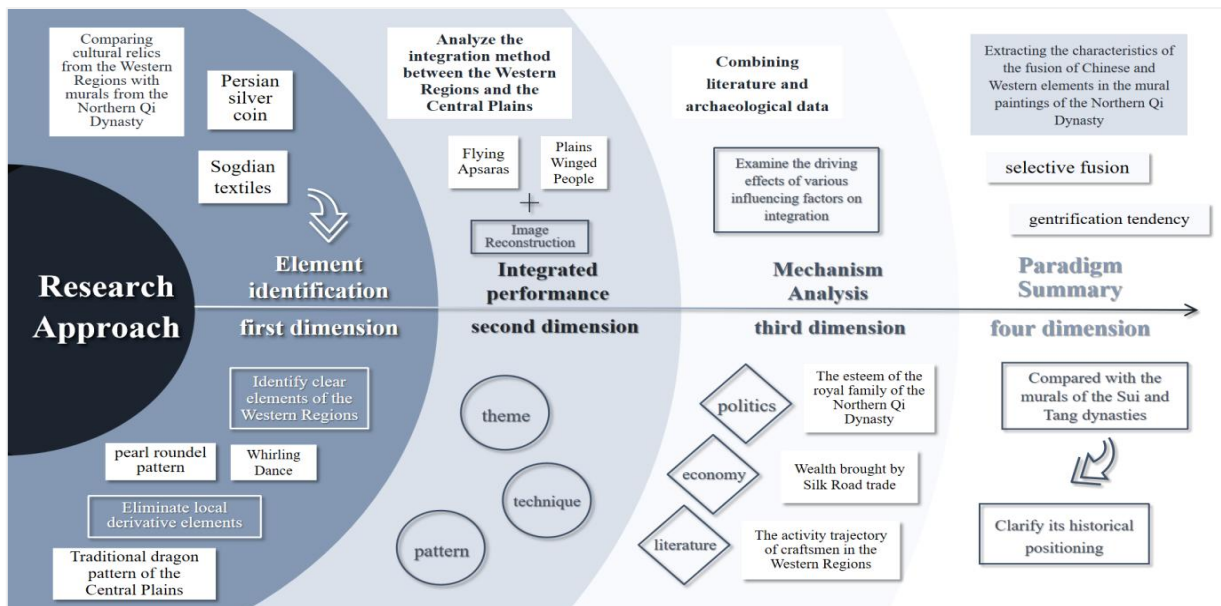 Research
Approach
Comparing
cultural relics
from the Western
Regions with
murals from the
Northern Qi
Dynasty
Persian
silver
coin
Sogdian
textiles
Element
identification
first dimension
Identify clear
elements of the
Western Regions
pearl roundel
pattern
Whirling
Dance
Eliminate local
derivative elements
Traditional dragon
pattern of the
Central Plains
Analyze the
integration method
between the Western
Regions and the
Central Plains
Flying
Apsaras
Plains
Winged
People
+
Image
Reconstruction
Integrated
performance
second dimension
theme
technique
pattern
Combining
literature and
archaeological data
Examine the
driving effects of
various
influencing factors on
integration
Mechanism
Analysis
third dimension
politics
The esteem of the
royal family of the
Northern Qi
Dynasty
economy
Wealth brought by
Silk Road trade
literature
The activity trajectory
of craftsmen in the
Western Regions
Extracting the characteristics of
the fusion of Chinese and
Western elements in the mural
paintings of the Northern Qi
Dynasty
selective fusion
gentrification tendency
Paradigm
Summary
four dimension
Compared with the
murals of the Sui and
Tang dynasties
Clarify its historical
positioning